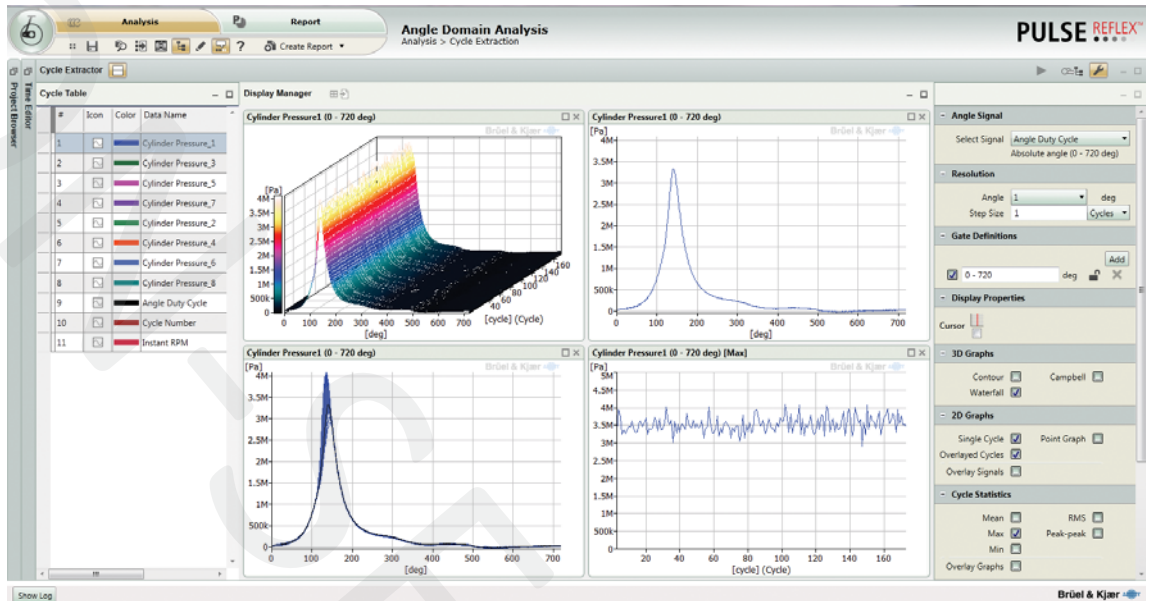 Analysis
Report
Create Report
Angle Domain Analysis
Analysis > Cycle Extraction
PULSE REFLEX™
Project Browser
Time Editor
Cycle Extractor
Cycle Table
# Icon Color Data Name
1 Cylinder Pressure_1
2 Cylinder Pressure_3
3 Cylinder Pressure_5
4 Cylinder Pressure_7
5 Cylinder Pressure_2
6 Cylinder Pressure_4
7 Cylinder Pressure_6
8 Cylinder Pressure_8
9 Angle Duty Cycle
10 Cycle Number
11 Instant RPM
Display Manager
Cylinder Pressure1 (0 - 720 deg)
Brüel & Kjær
[Pa]
4M
3.5M
3M
2.5M
2M
1.5M
1M
500k
0
0 100 200 300 400 500 600 700
[deg]
40 60 80 100 120 140 160
[cycle] (Cycle)
Cylinder Pressure1 (0 - 720 deg)
Brüel & Kjær
[Pa]
4M
3.5M
3M
2.5M
2M
1.5M
1M
500k
0
0 100 200 300 400 500 600 700
[deg]
Cylinder Pressure1 (0 - 720 deg)
Brüel & Kjær
[Pa]
4M
3.5M
3M
2.5M
2M
1.5M
1M
500k
0
0 100 200 300 400 500 600 700
[deg]
Cylinder Pressure1 (0 - 720 deg) [Max]
Brüel & Kjær
[Pa]
5M
4.5M
4M
3.5M
3M
2.5M
2M
1.5M
1M
500k
0
20 40 60 80 100 120 140 160
[cycle] (Cycle)
Angle Signal
Select Signal Angle Duty Cycle
Absolute angle (0 - 720 deg)
Resolution
Angle 1 deg
Step Size 1 Cycles
Gate Definitions
Add
0 - 720 deg
Display Properties
Cursor
3D Graphs
Contour Campbell
Waterfall
2D Graphs
Single Cycle Point Graph
Overlayed Cycles
Overlay Signals
Cycle Statistics
Mean RMS
Max Peak-peak
Min
Overlay Graphs
Show Log
Brüel & Kjær